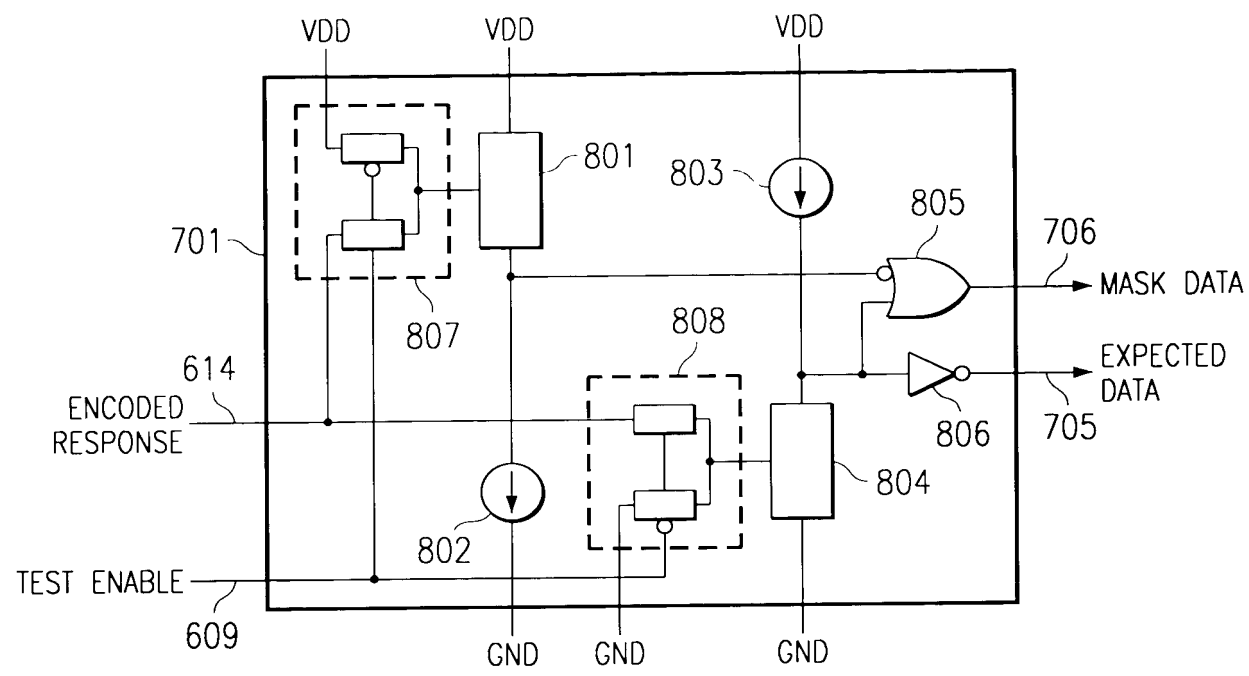 VDD
VDD
VDD
801
803
805
701
706
MASK DATA
807
808
614
EXPECTED
DATA
ENCODED
RESPONSE
806
705
804
802
TEST ENABLE
609
GND
GND
GND